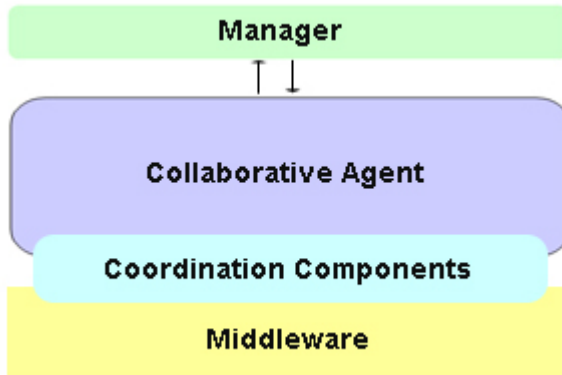 Manager
Collaborative Agent
Coordination Components
Middleware